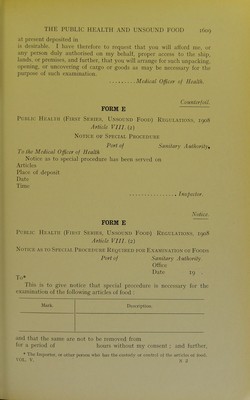 THE PUBLIC HEALTH AND UNSOUND FOOD 1609
at present deposited in
is desirable. I have therefore to request that you will afford me, or
any person duly authorised on my behalf, proper access to the ship,
lands, or premises, and further, that you will arrange for such unpacking,
opening, or uncovering of cargo or goods as may be necessary for the
purpose of such examination.
.......... Medical Officer of Health.
Counterfoil.
FORM E
PUBLIC HEALTH (FIRST SERIES, UNSOUND FOOD) REGULATIONS, 1908
Article VIII. (2)
NOTICE OF SPECIAL PROCEDURE
Port of Sanitary Authority.
To the Medical Officer of Health
Notice as to special procedure has been served on
Articles
Place of deposit
Date
Time
..............., Inspector.
Notice.
FORM E
PUBLIC HEALTH (FIRST SERIES, UNSOUND FOOD) REGULATIONS, 1908
Article VIII. (2)
NOTICE AS TO SPECIAL PROCEDURE REQUIRED FOR EXAMINATION OF FOODS
Port of Sanitary Authority
Office
Date 19
To*
This is to give notice that special procedure is necessary for the
examination of the following articles of food:
Mark. Description.
and that the same are not to be removed from
for a period of hours without my consent; and further,
* The Importer, or other person who has the custody or control of the articles of food.
VOL. V